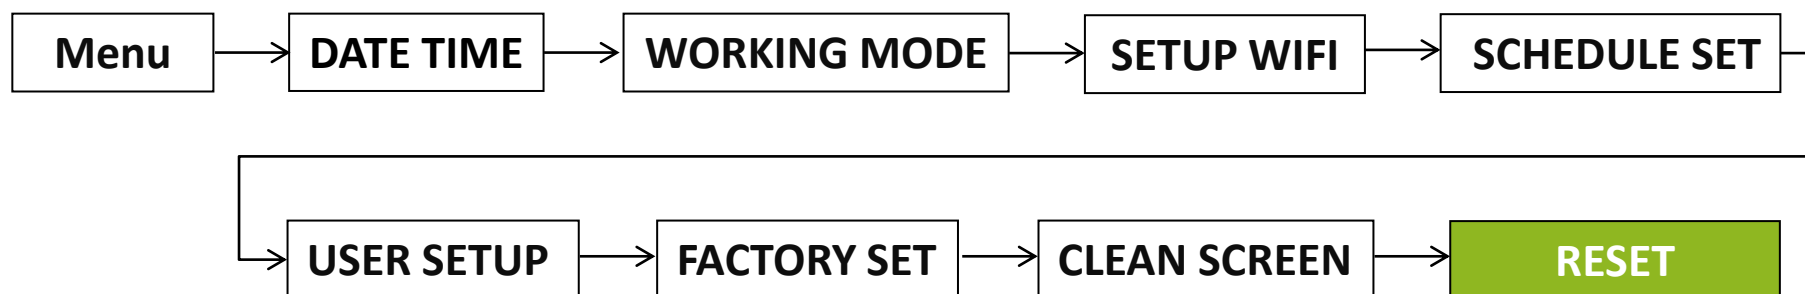 Menu DATE TIME WORKING MODE SETUP WIFI SCHEDULE SET
USER SETUP FACTORY SET CLEAN SCREEN RESET